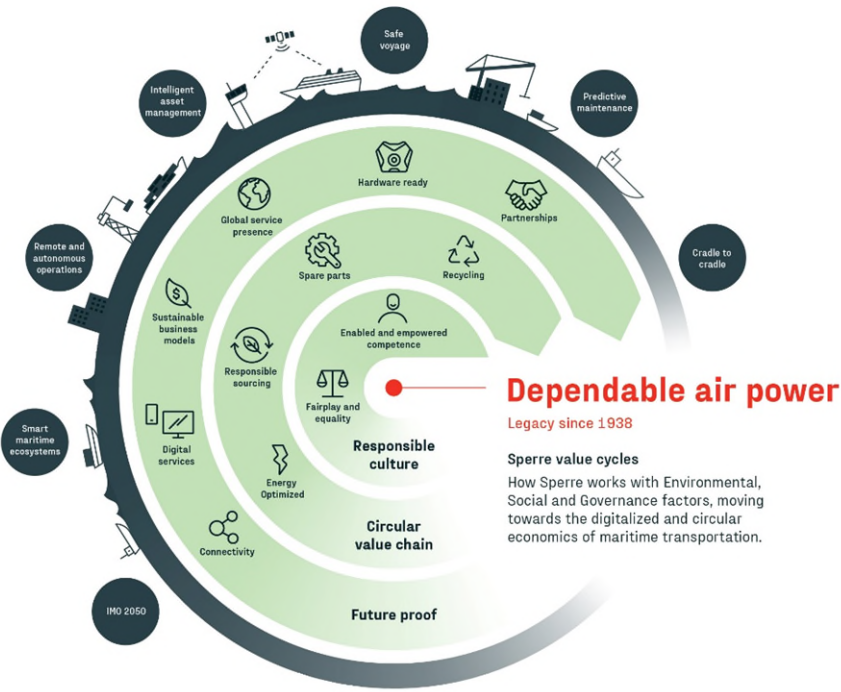 Safe
voyage
Intelligent
asset
management
Predictive
maintenance
Remote and
autonomous
operations
Cradle to
cradle
Smart
maritime
ecosystems
IMO 2050
Hardware ready
Global service
presence
Partnerships
Sustainable
business
models
Digital
services
Connectivity
Future proof
Spare parts
Recycling
Responsible
sourcing
Energy
Optimized
Circular
value chain
Enabled and empowered
competence
Fairplay and
equality
Responsible
culture
Dependable air power
Legacy since 1938
Sperre value cycles
How Sperre works with Environmental,
Social and Governance factors, moving
towards the digitalized and circular
economics of maritime transportation.